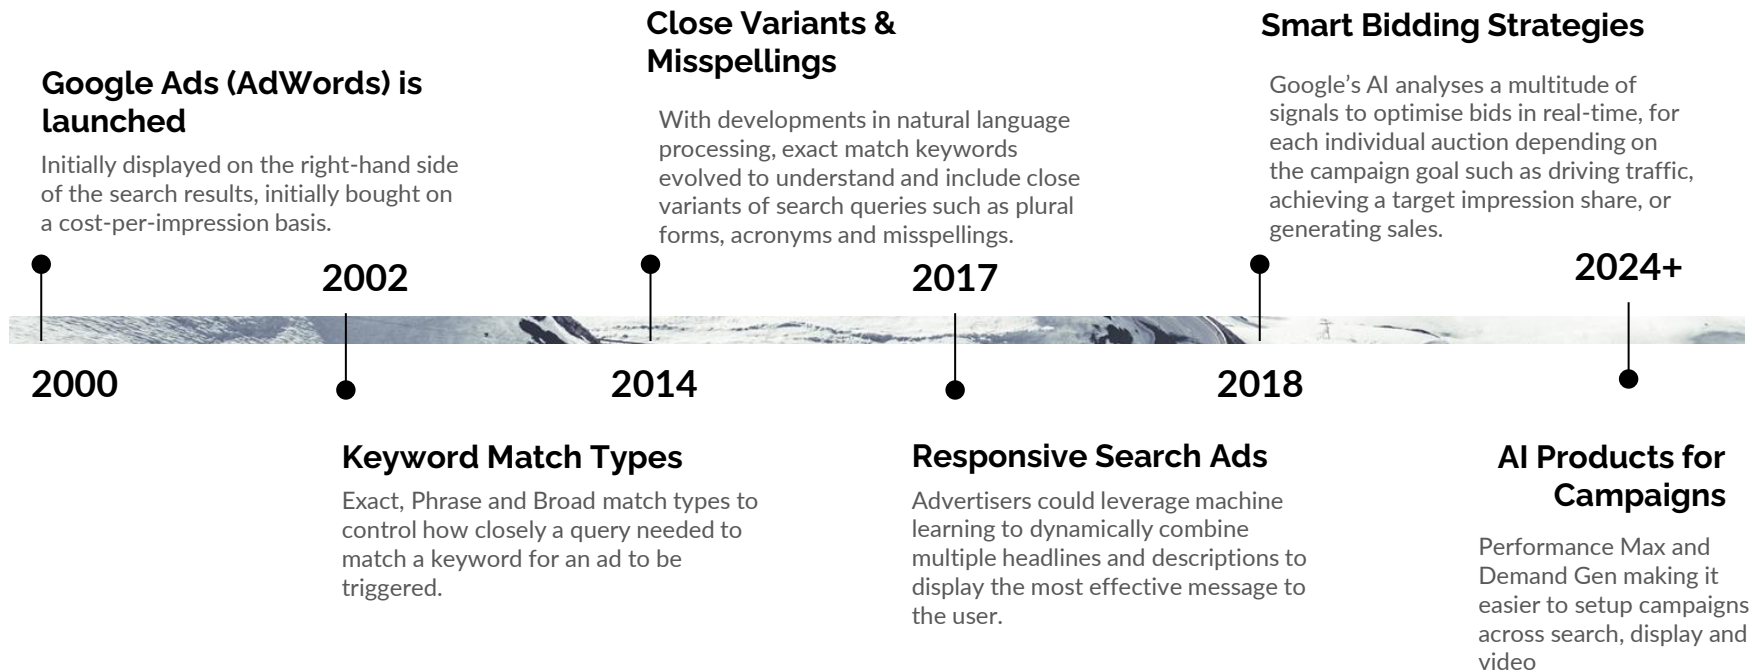 Google Ads (AdWords) is
launched
Initially displayed on the right-hand side
of the search results, initially bought on
a cost-per-impression basis.
2000
2002
Keyword Match Types
Exact, Phrase and Broad match types to
control how closely a query needed to
match a keyword for an ad to be
triggered.
Close Variants &
Misspellings
With developments in natural language
processing, exact match keywords
evolved to understand and include close
variants of search queries such as plural
forms, acronyms and misspellings.
2014
2017
Responsive Search Ads
Advertisers could leverage machine
learning to dynamically combine
multiple headlines and descriptions to
display the most effective message to
the user.
Smart Bidding Strategies
Google’s AI analyses a multitude of
signals to optimise bids in real-time, for
each individual auction depending on
the campaign goal such as driving traffic,
achieving a target impression share, or
generating sales.
2018
2024+
AI Products for
Campaigns
Performance Max and
Demand Gen making it
easier to setup campaigns
across search, display and
video